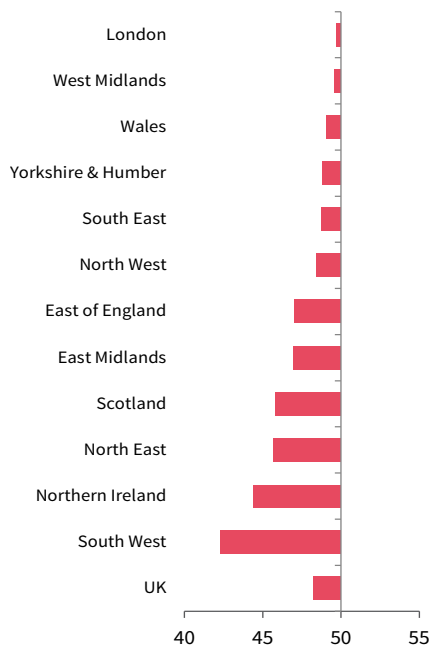 London
West Midlands
Wales
Yorkshire & Humber
South East
North West
East of England
East Midlands
Scotland
North East
Northern Ireland
South West
UK
40 45 50 55